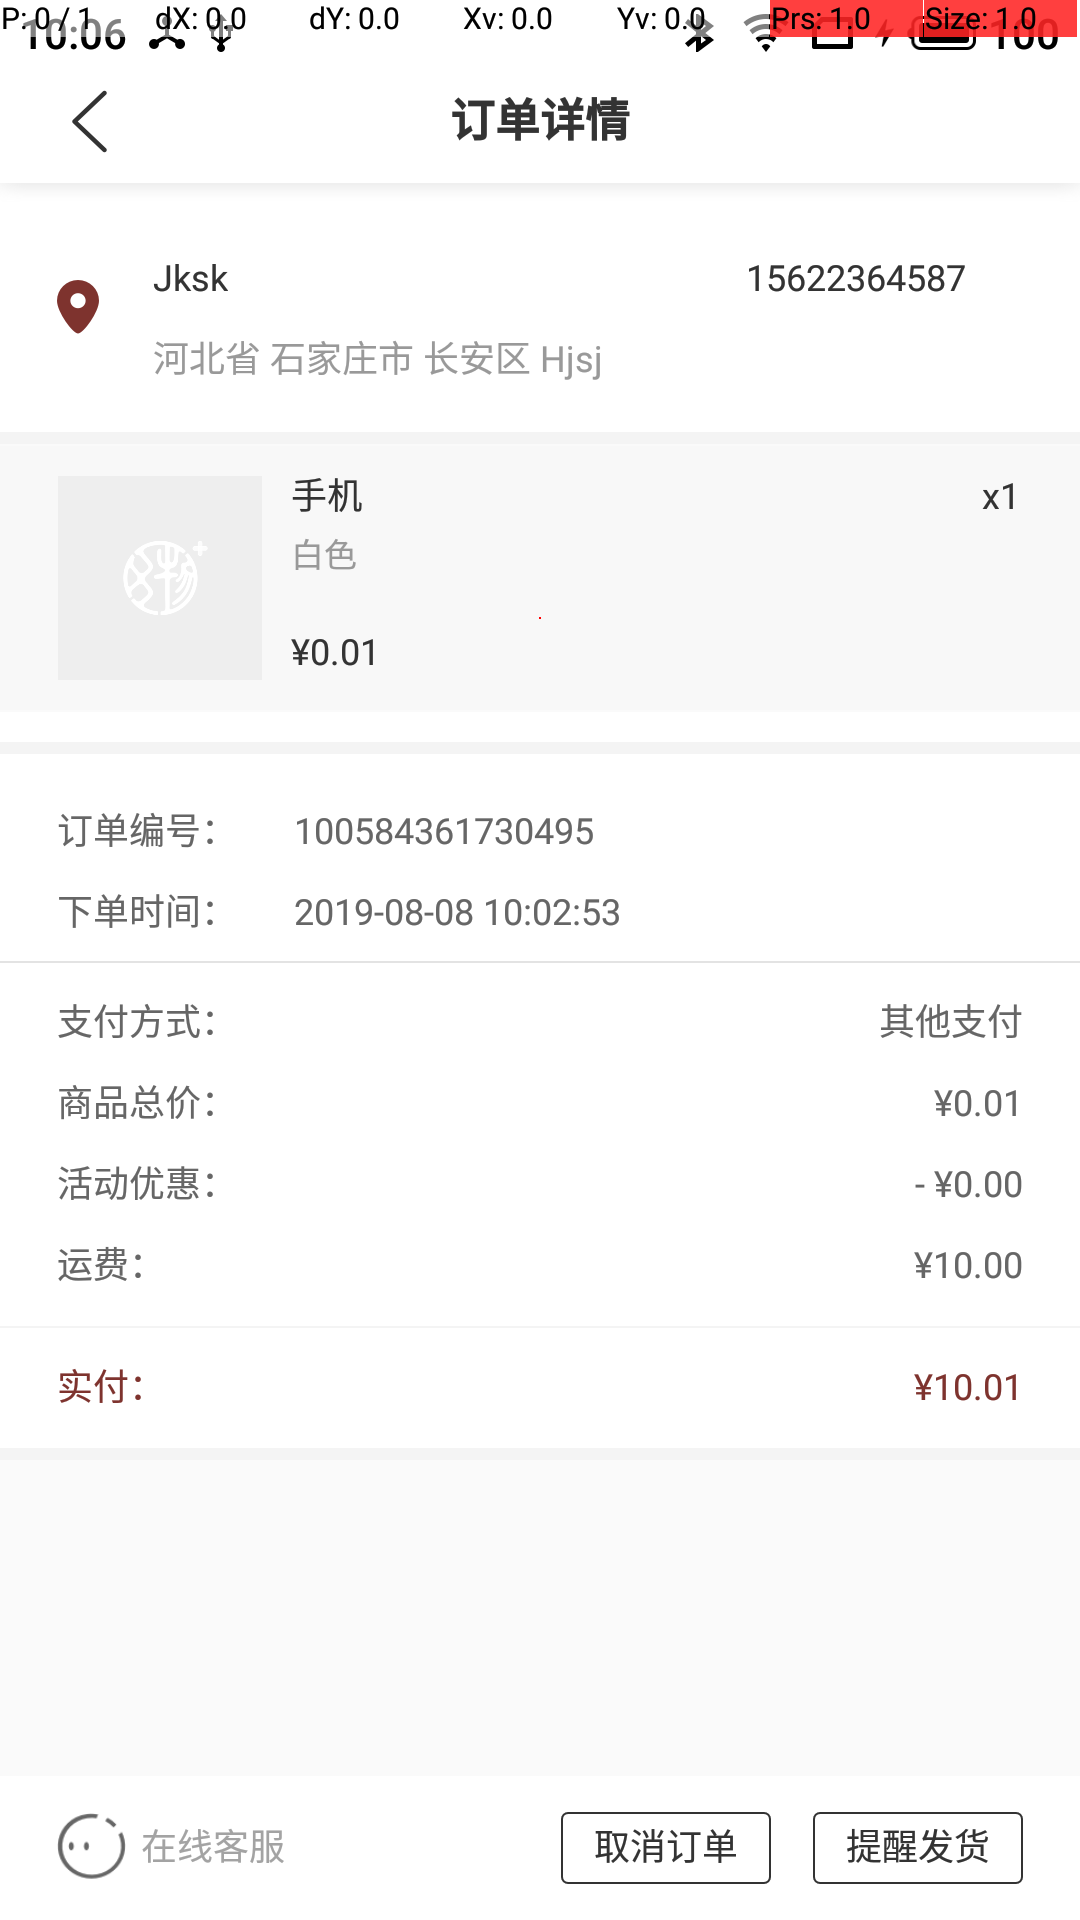 P: 0 / 1 dX: 0.0 dY: 0.0 Xv: 0.0 Yv: 0.0 Prs: 1.0 Size: 1.0
10:06 100
订单详情
Jksk 15622364587
河北省 石家庄市 长安区 Hjsj
手机 x1
白色
¥0.01
订单编号： 100584361730495
下单时间： 2019-08-08 10:02:53
支付方式： 其他支付
商品总价： ¥0.01
活动优惠： - ¥0.00
运费： ¥10.00
实付： ¥10.01
在线客服 取消订单 提醒发货